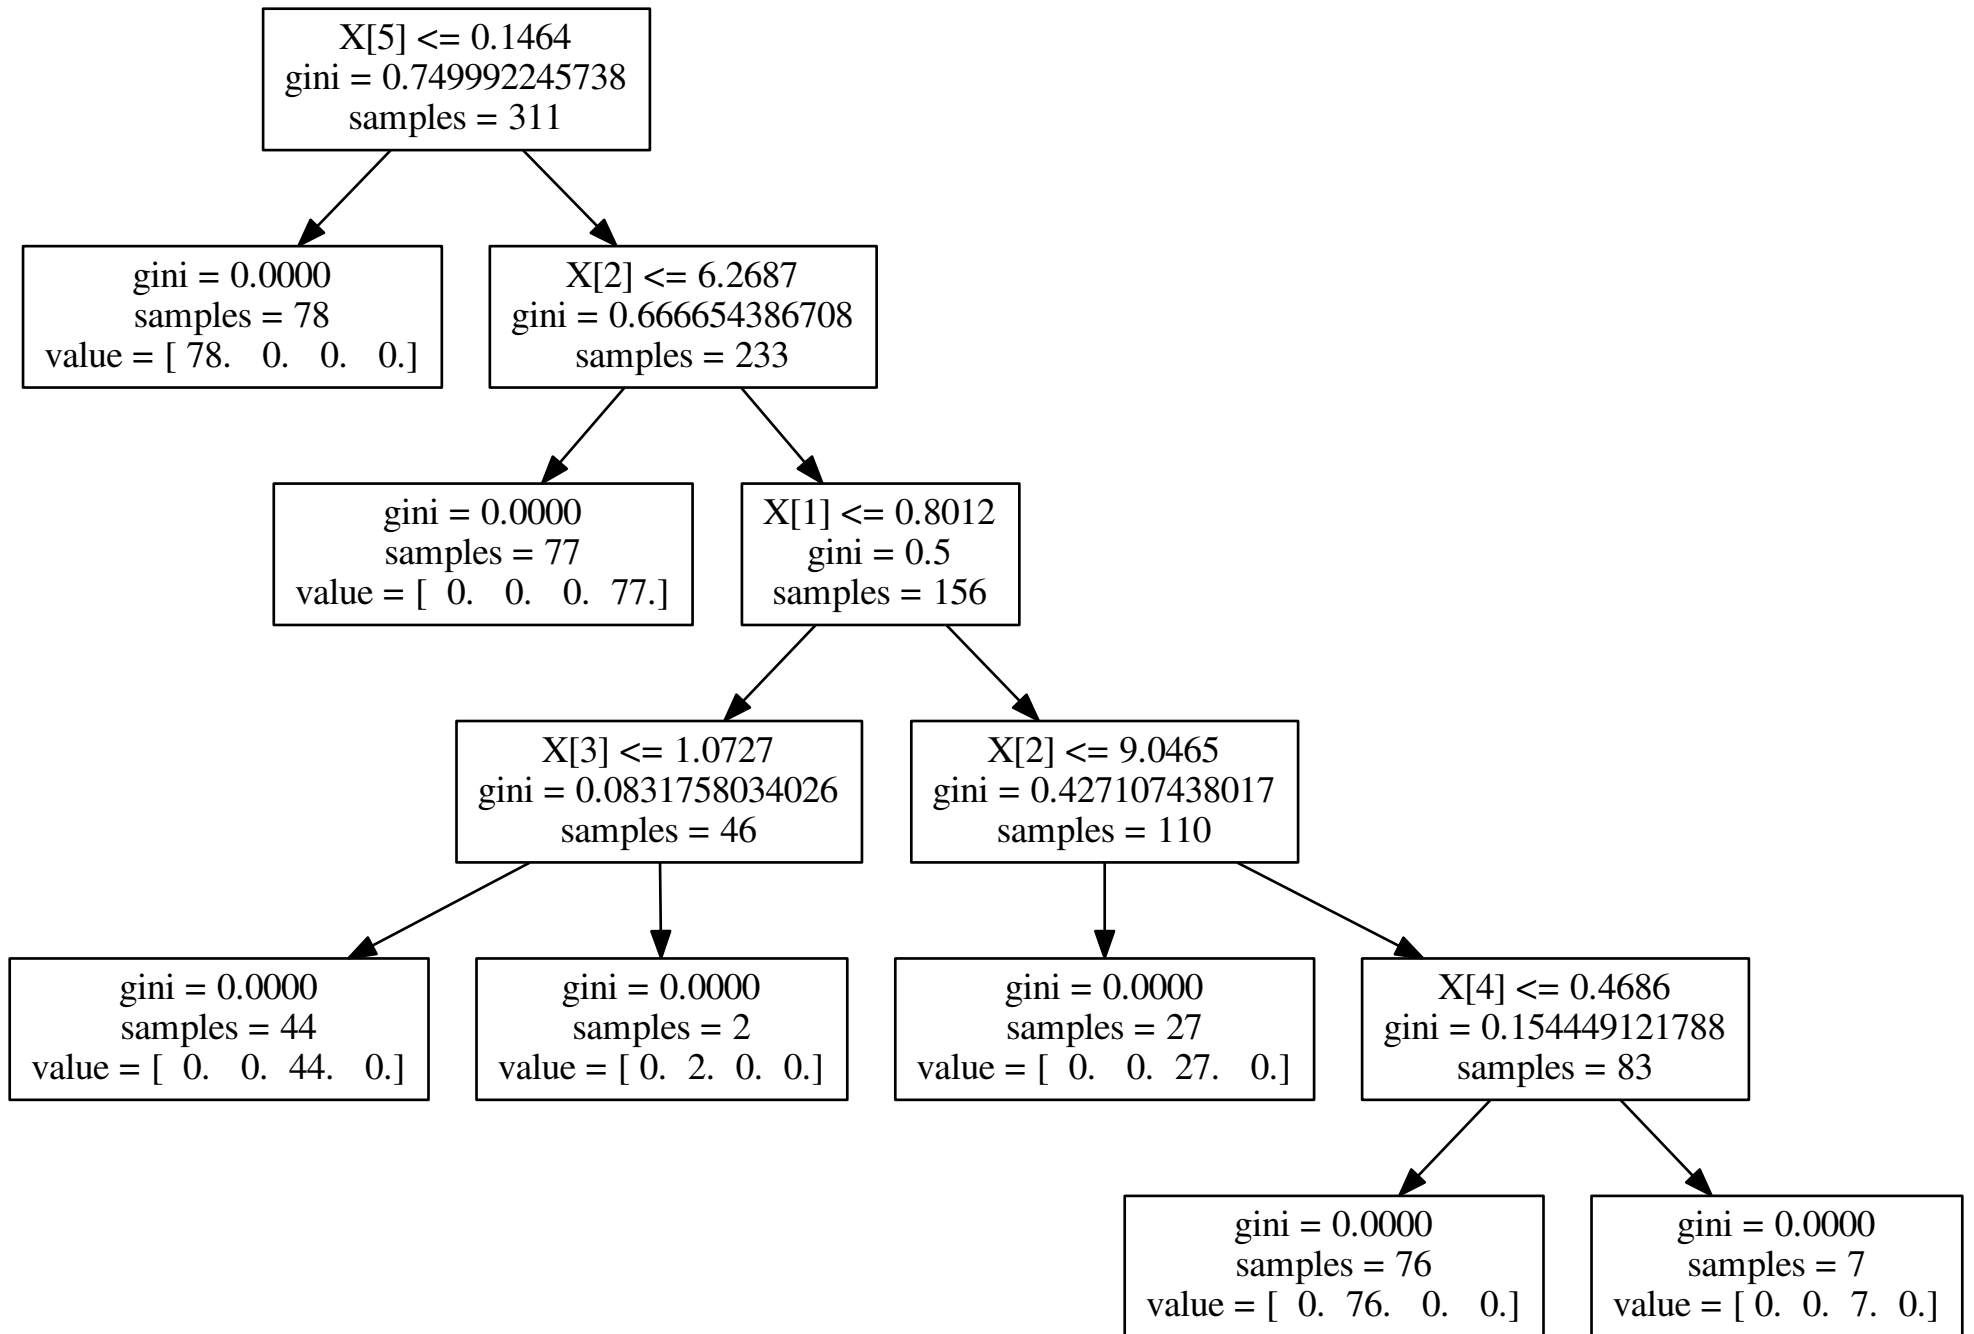 X[5] <= 0.1464
gini = 0.749992245738
samples = 311
gini = 0.0000
samples = 78
value = [ 78. 0. 0. 0.]
X[2] <= 6.2687
gini = 0.666654386708
samples = 233
gini = 0.0000
samples = 77
value = [ 0. 0. 0. 77.]
X[1] <= 0.8012
gini = 0.5
samples = 156
X[3] <= 1.0727
gini = 0.0831758034026
samples = 46
X[2] <= 9.0465
gini = 0.427107438017
samples = 110
gini = 0.0000
samples = 44
value = [ 0. 0. 44. 0.]
gini = 0.0000
samples = 2
value = [ 0. 2. 0. 0.]
gini = 0.0000
samples = 27
value = [ 0. 0. 27. 0.]
X[4] <= 0.4686
gini = 0.154449121788
samples = 83
gini = 0.0000
samples = 76
value = [ 0. 76. 0. 0.]
gini = 0.0000
samples = 7
value = [ 0. 0. 7. 0.]